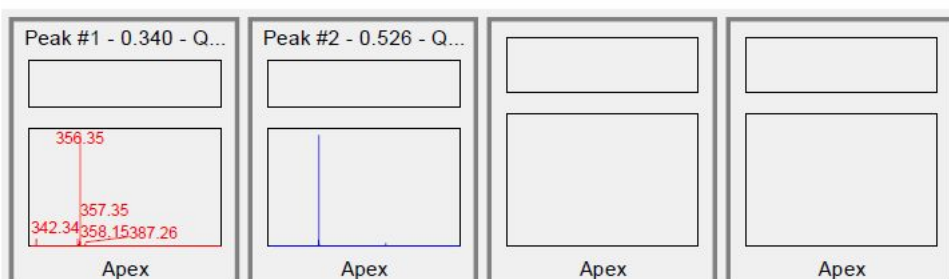 Peak #1 - 0.340 - Q...
356.35
357.35
342.34 358.15 387.26
Apex
Peak #2 - 0.526 - Q...
Apex
Apex
Apex